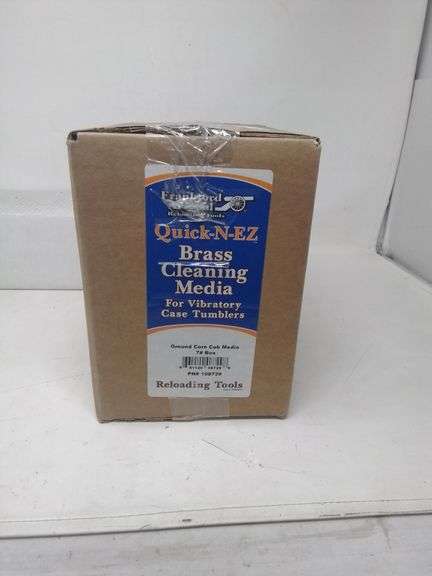 Frankford
Reloading Tools
Quick-N-EZ
Brass
Cleaning
Media
For Vibratory
Case Tumblers
Ground Corn Cob Media
7# Box
Reloading Tools